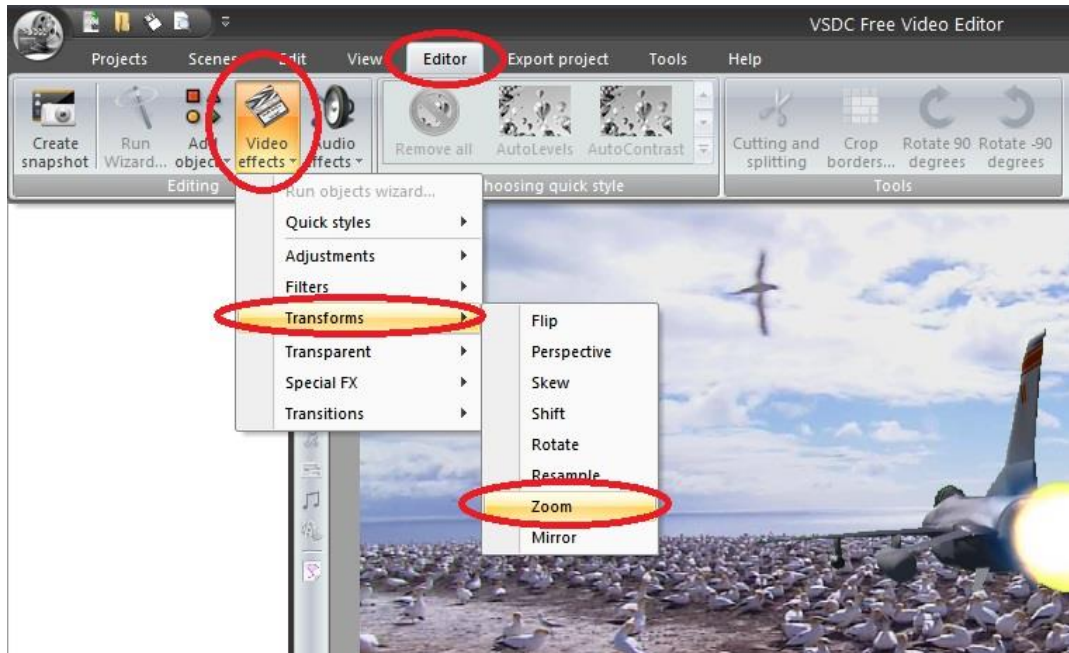 VSDC Free Video Editor
Projects Scenes Edit View Editor Export project Tools Help
Create snapshot
Run Wizard...
Add object
Video effects
Audio effects
Remove all
AutoLevels
AutoContrast
Cutting and splitting
Crop borders...
Rotate 90 degrees
Rotate -90 degrees
Editing
hoosing quick style
Tools
Run objects wizard...
Quick styles
Adjustments
Filters
Transforms
Transparent
Special FX
Transitions
Flip
Perspective
Skew
Shift
Rotate
Resample
Zoom
Mirror